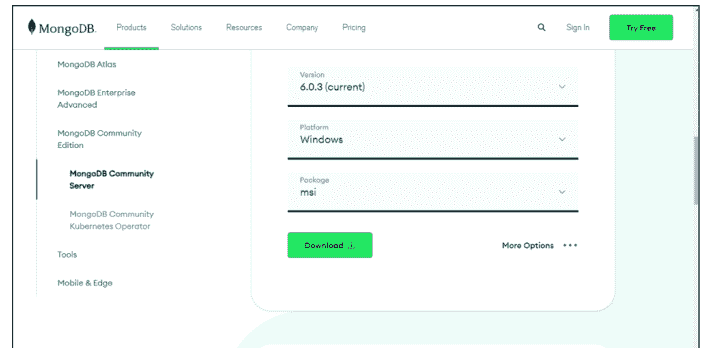 MongoDB.
Products
Solutions
Resources
Company
Pricing
Sign In
Try Free
MongoDB Atlas
MongoDB Enterprise
Advanced
MongoDB Community
Edition
MongoDB Community
Server
MongoDB Community
Kubernetes Operator
Tools
Mobile & Edge
Version
6.0.3 (current)
Platform
Windows
Package
msi
Download
More Options